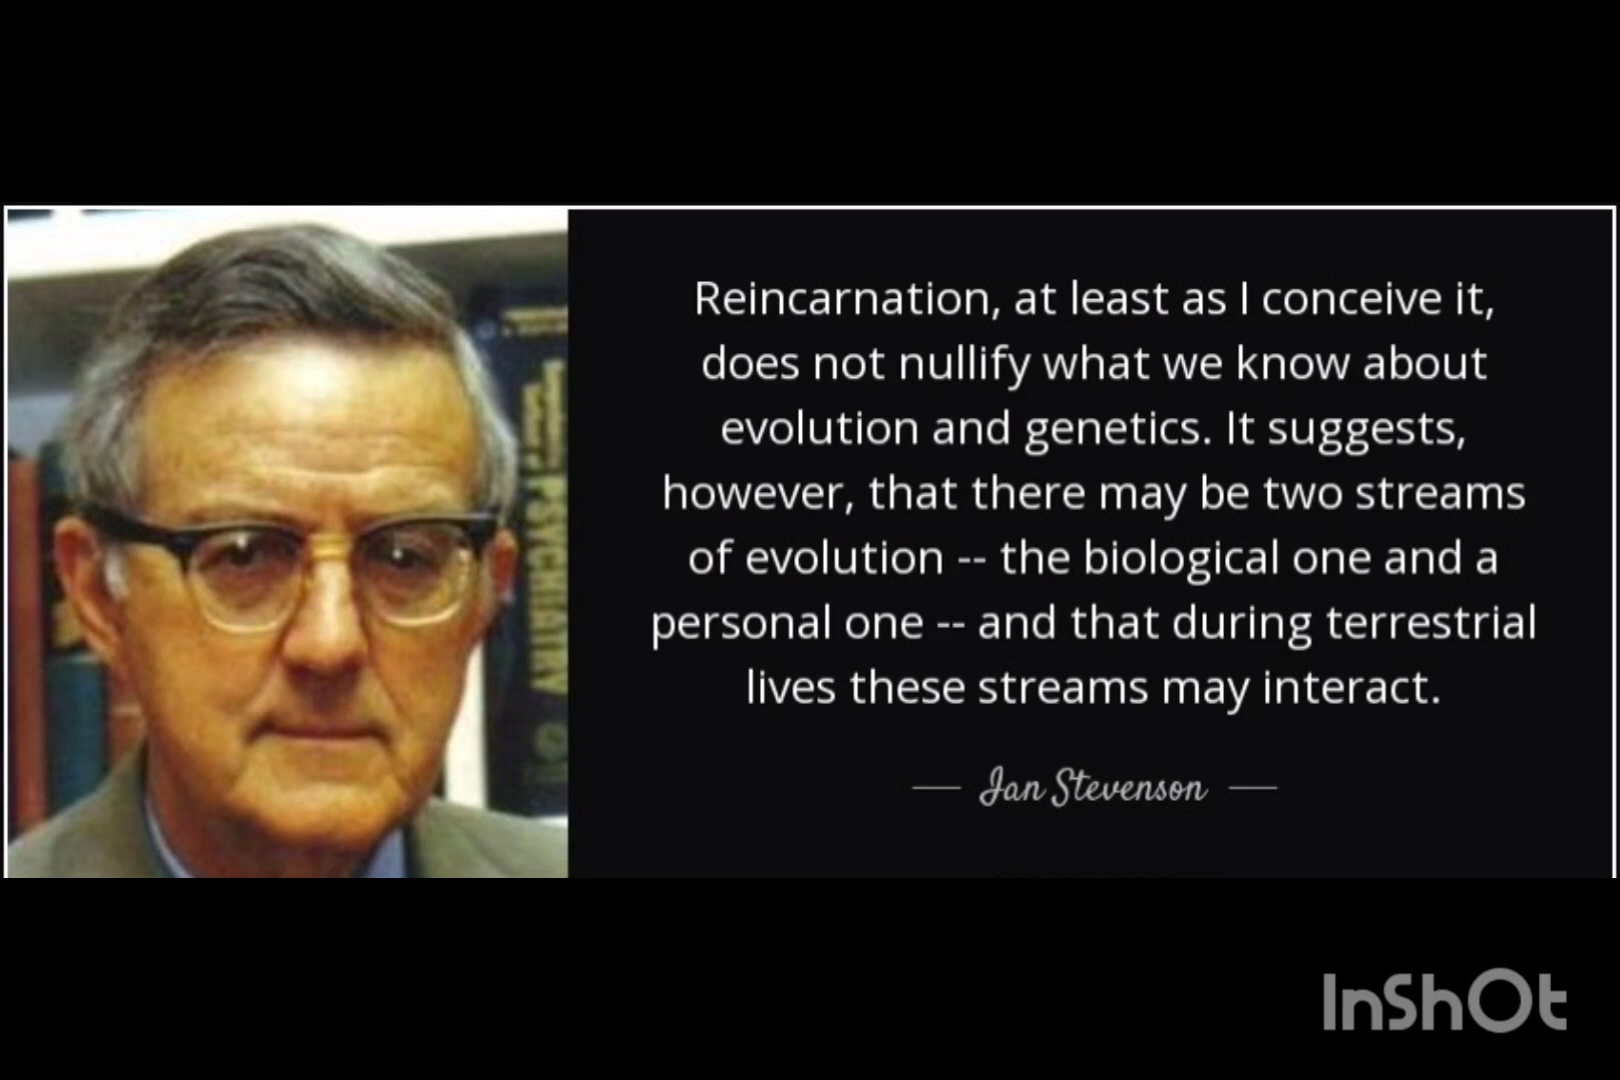 Reincarnation, at least as I conceive it,
does not nullify what we know about
evolution and genetics. It suggests,
however, that there may be two streams
of evolution -- the biological one and a
personal one -- and that during terrestrial
lives these streams may interact.
Ian Stevenson
PSYCHIATRY
InShOt